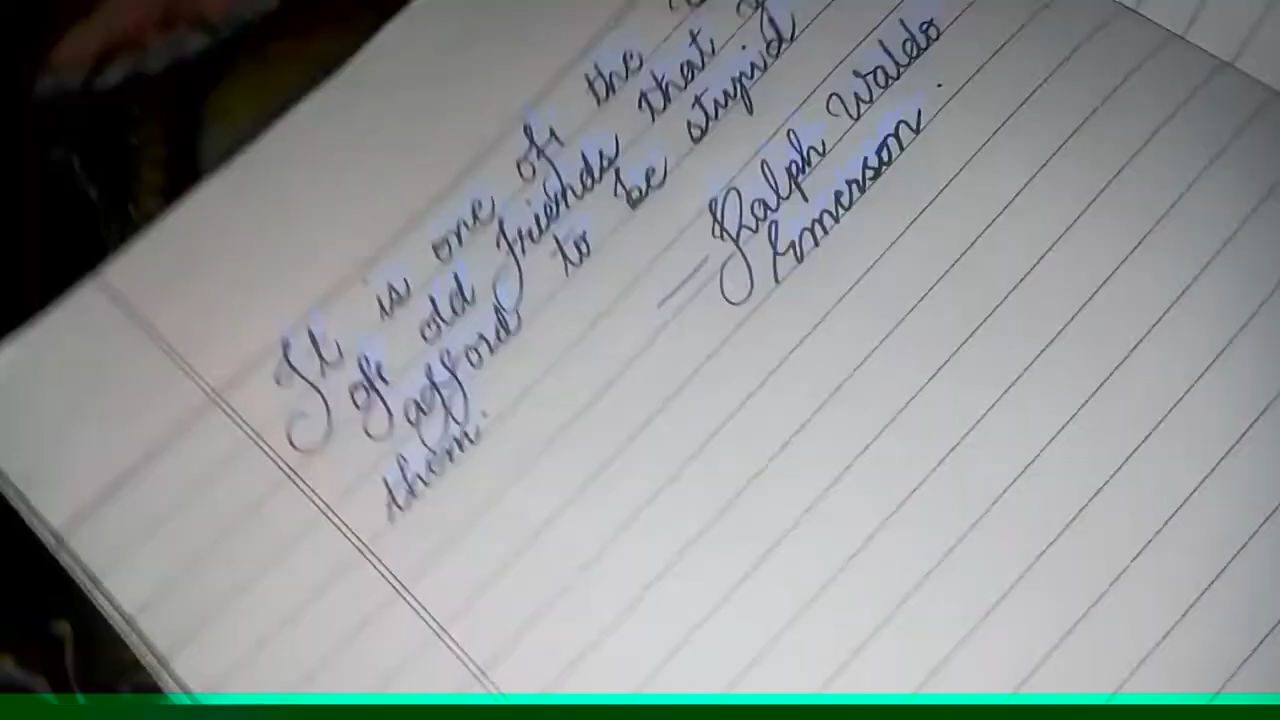 It is one of the
of old friends that
afford to be stupid
them.
— Ralph Waldo
Emerson.